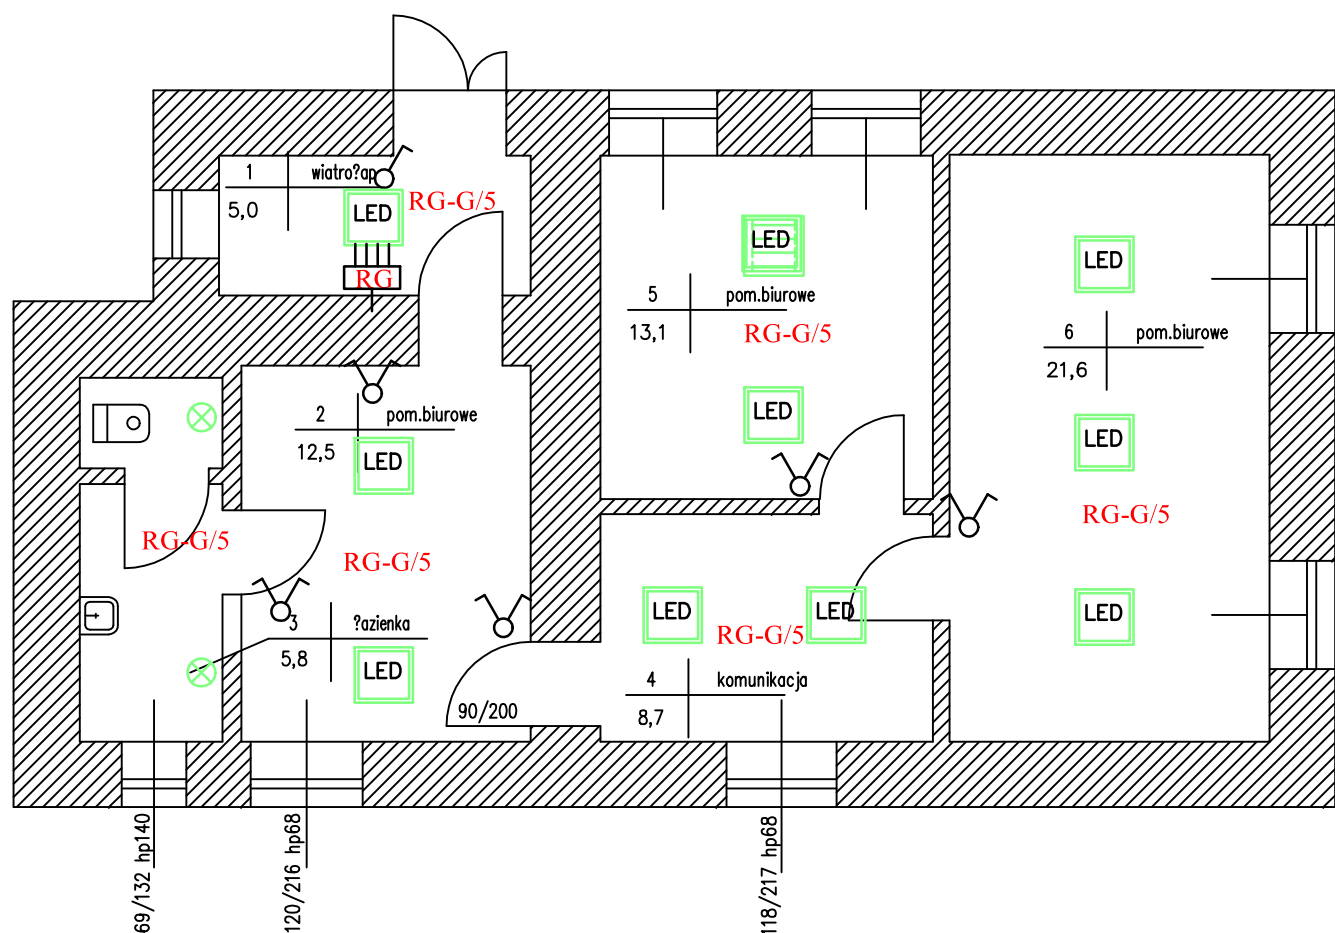 1 wiatro?ap
5,0
LED
RG-G/5
RG
LED
5 pom.biurowe
13,1
RG-G/5
LED
LED
6 pom.biurowe
21,6
LED
RG-G/5
LED
2 pom.biurowe
12,5
LED
RG-G/5
RG-G/5
3 ?azienka
5,8
LED
90/200
LED
LED
RG-G/5
4 komunikacja
8,7
69/132 hp140
120/216 hp68
118/217 hp68